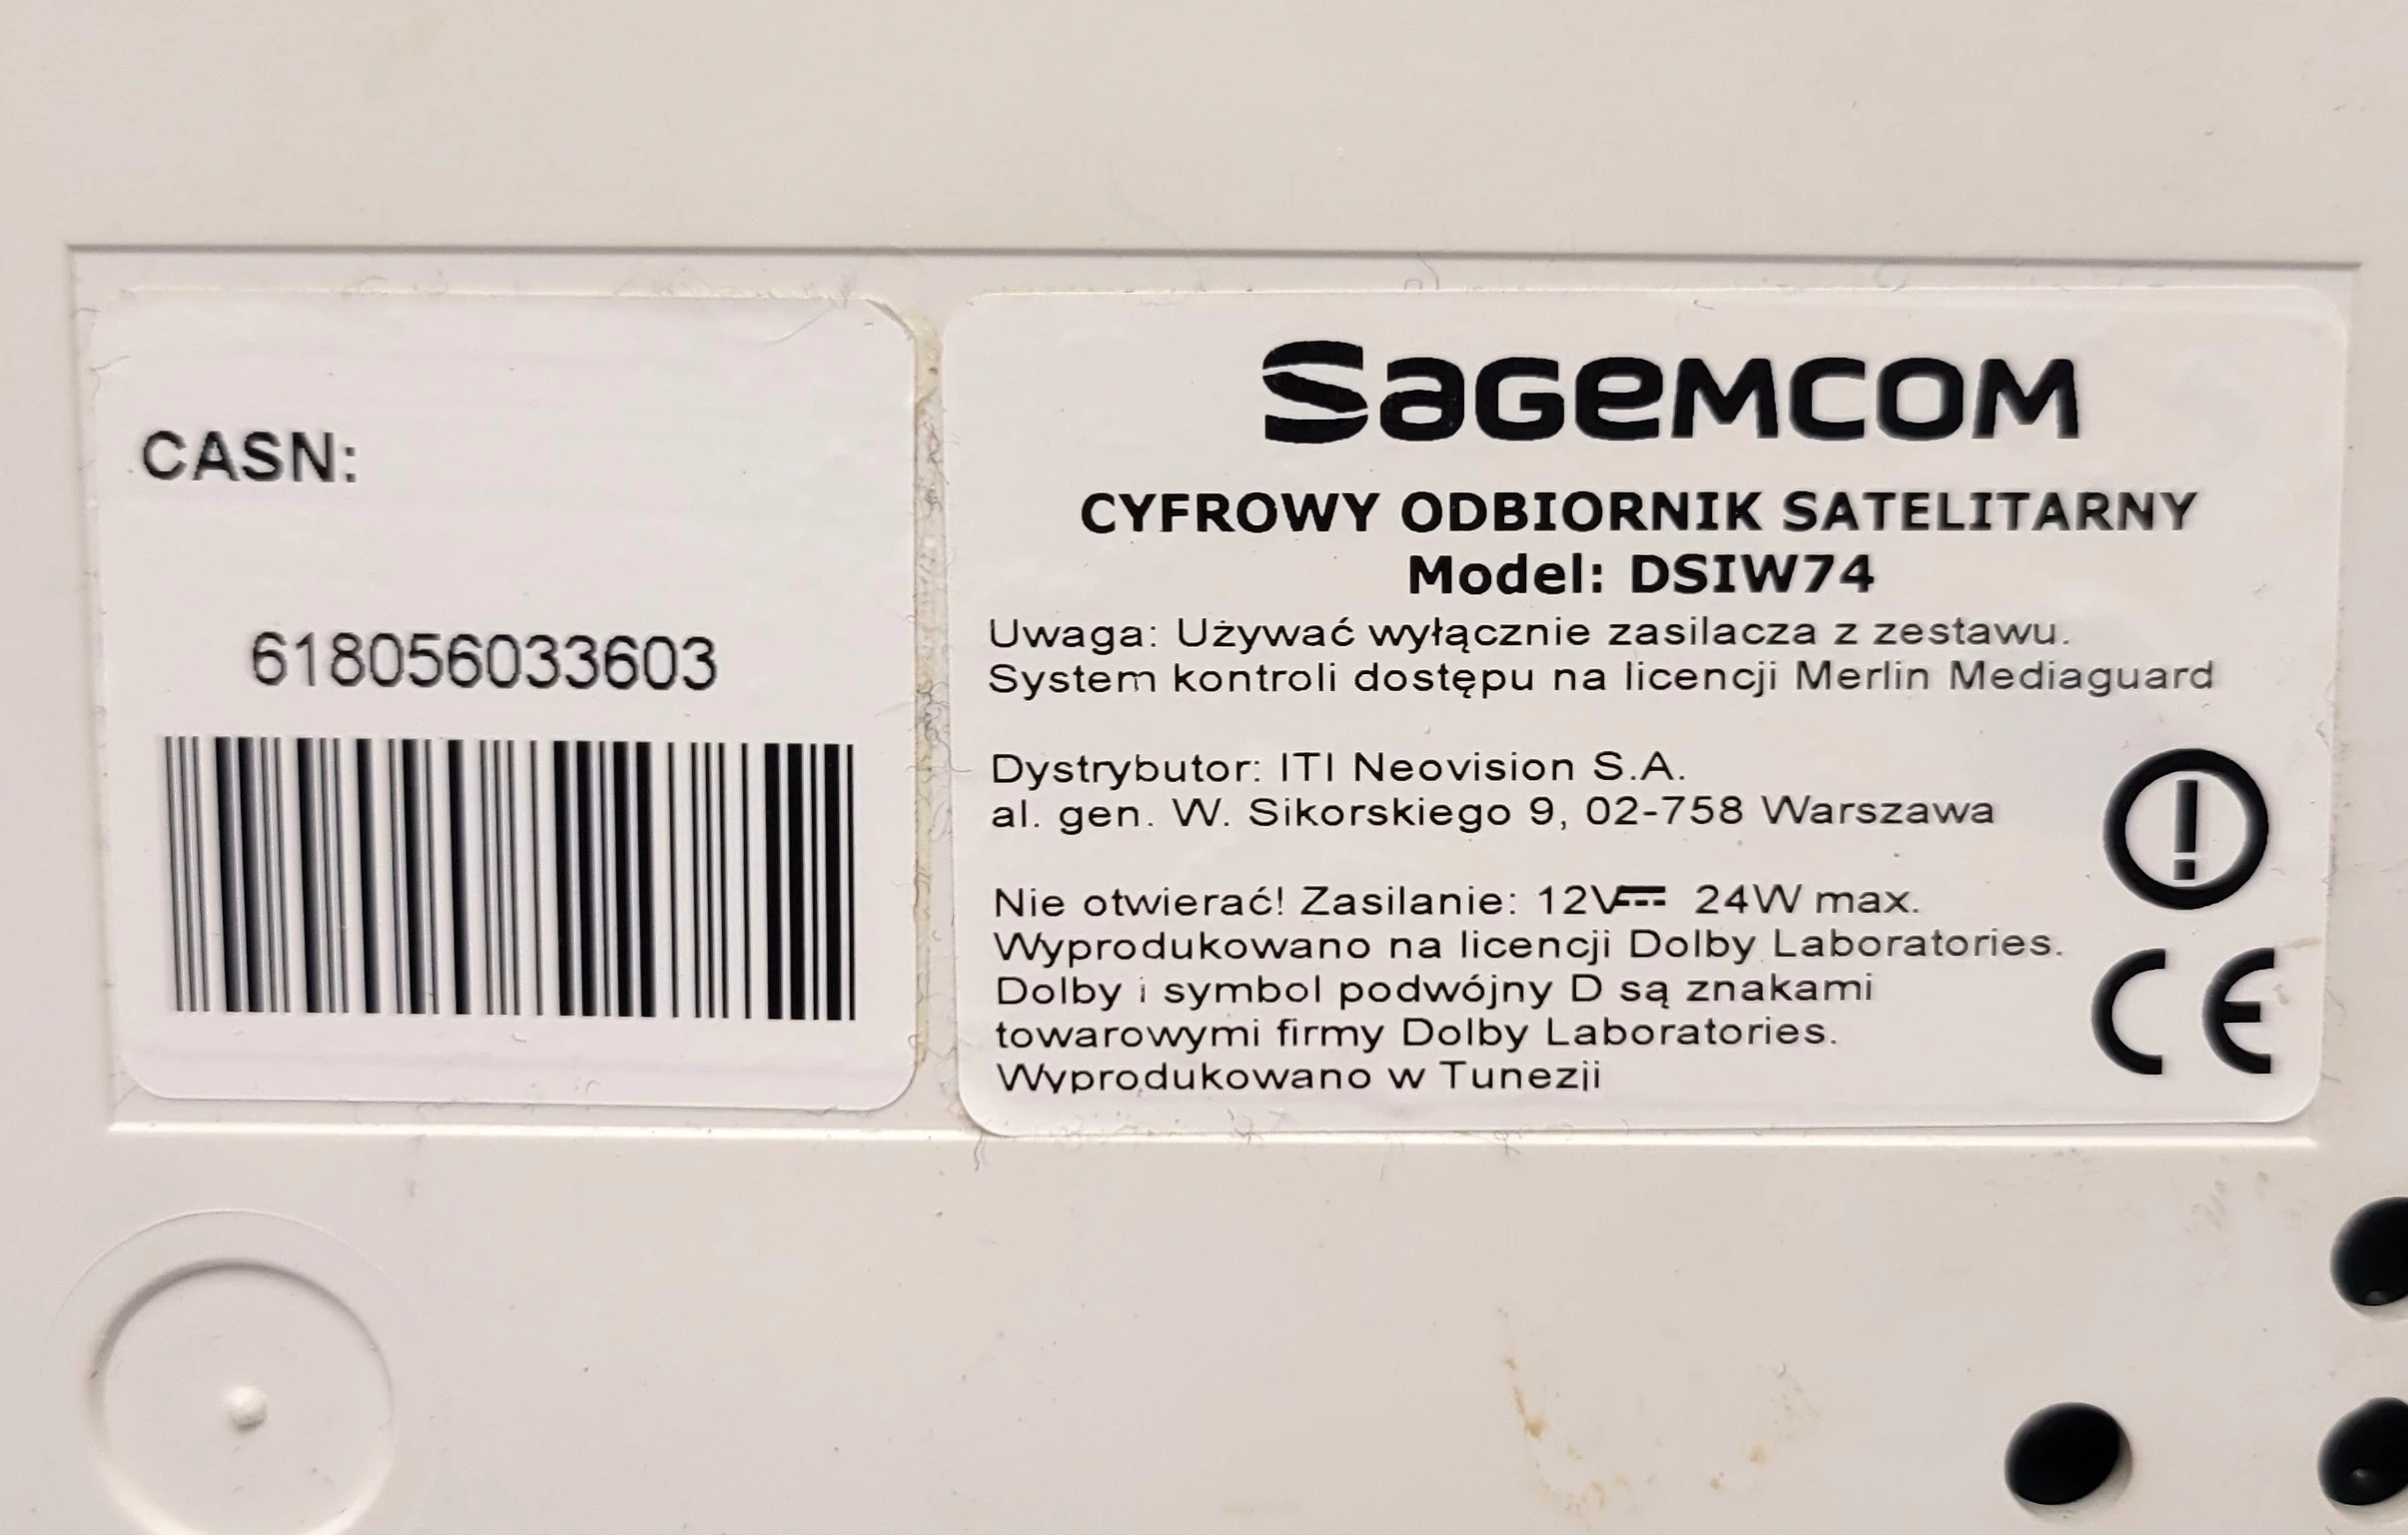 CASN:
618056033603
SAGEMCOM
CYFROWY ODBIORNIK SATELITARNY
Model: DSIW74
Uwaga: Używać wyłącznie zasilacza z zestawu.
System kontroli dostępu na licencji Merlin Mediaguard
Dystrybutor: ITI Neovision S.A.
al. gen. W. Sikorskiego 9, 02-758 Warszawa
Nie otwierać! Zasilanie: 12V⎓ 24W max.
Wyprodukowano na licencji Dolby Laboratories.
Dolby i symbol podwójny D są znakami
towarowymi firmy Dolby Laboratories.
Wyprodukowano w Tunezji
CE